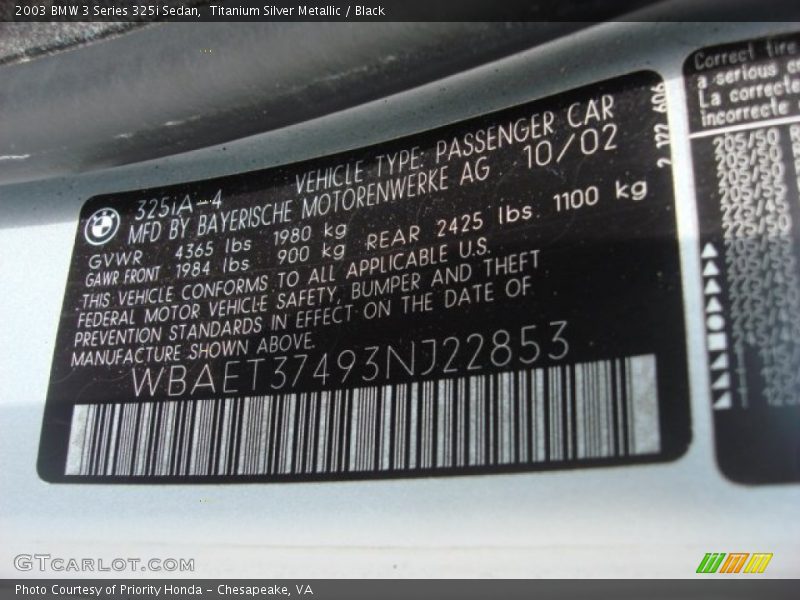 2003 BMW 3 Series 325i Sedan,  Titanium Silver Metallic / Black
325iA-4 VEHICLE TYPE: PASSENGER CAR
MFD BY BAYERISCHE MOTORENWERKE AG 10/02
GVWR 4365 lbs 1980 kg
GAWR FRONT 1984 lbs 900 kg REAR 2425 lbs 1100 kg
THIS VEHICLE CONFORMS TO ALL APPLICABLE U.S.
FEDERAL MOTOR VEHICLE SAFETY, BUMPER AND THEFT
PREVENTION STANDARDS IN EFFECT ON THE DATE OF
MANUFACTURE SHOWN ABOVE.
WBAET37493NJ22853
2 122 606
Correct tire
a serious
La correcte
incorrecte
205/50
GTCARLOT.COM
Photo Courtesy of Priority Honda - Chesapeake, VA